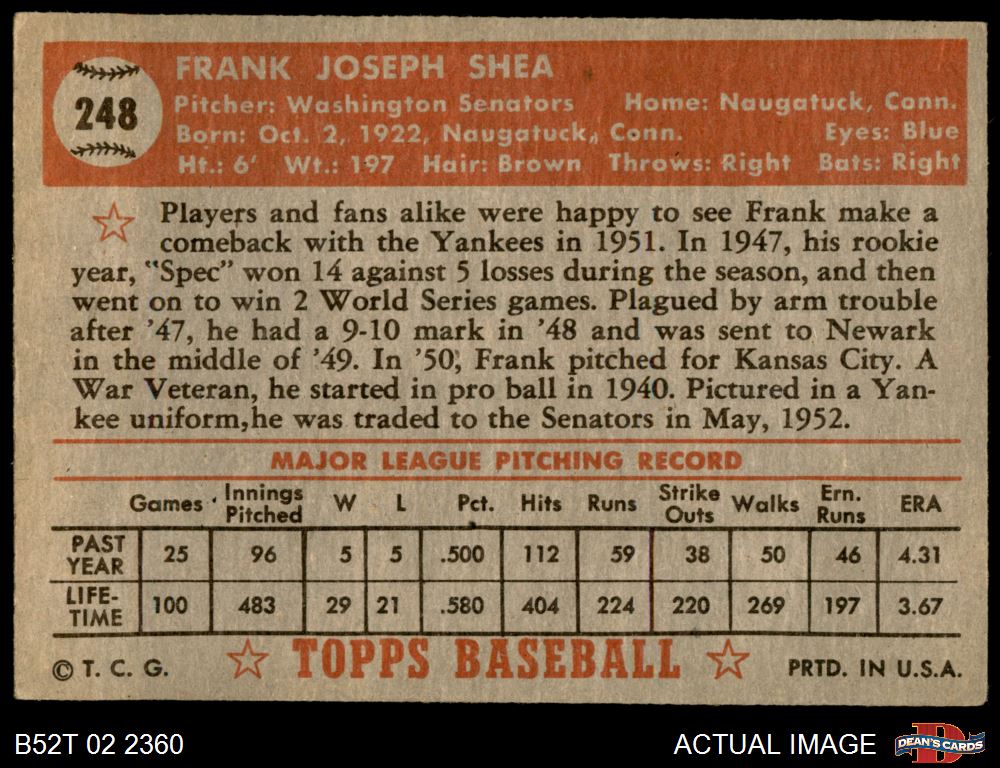 248
FRANK JOSEPH SHEA
Pitcher: Washington Senators Home: Naugatuck, Conn.
Born: Oct. 2, 1922, Naugatuck, Conn. Eyes: Blue
Ht.: 6' Wt.: 197 Hair: Brown Throws: Right Bats: Right
Players and fans alike were happy to see Frank make a
comeback with the Yankees in 1951. In 1947, his rookie
year, "Spec" won 14 against 5 losses during the season, and then
went on to win 2 World Series games. Plagued by arm trouble
after '47, he had a 9-10 mark in '48 and was sent to Newark
in the middle of '49. In '50, Frank pitched for Kansas City. A
War Veteran, he started in pro ball in 1940. Pictured in a Yan-
kee uniform,he was traded to the Senators in May, 1952.
MAJOR LEAGUE PITCHING RECORD
Games Innings Pitched W L Pct. Hits Runs Strike Outs Walks Ern. Runs ERA
PAST YEAR 25 96 5 5 .500 112 59 38 50 46 4.31
LIFE-TIME 100 483 29 21 .580 404 224 220 269 197 3.67
© T. C. G. TOPPS BASEBALL PRTD. IN U.S.A.
B52T 02 2360 ACTUAL IMAGE D DEAN'S CARDS